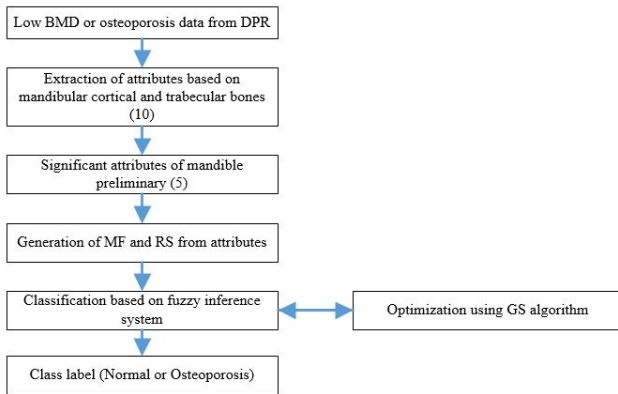 Low BMD or osteoporosis data from DPR
Extraction of attributes based on
mandibular cortical and trabecular bones
(10)
Significant attributes of mandible
preliminary (5)
Generation of MF and RS from attributes
Classification based on fuzzy inference
system
Optimization using GS algorithm
Class label (Normal or Osteoporosis)